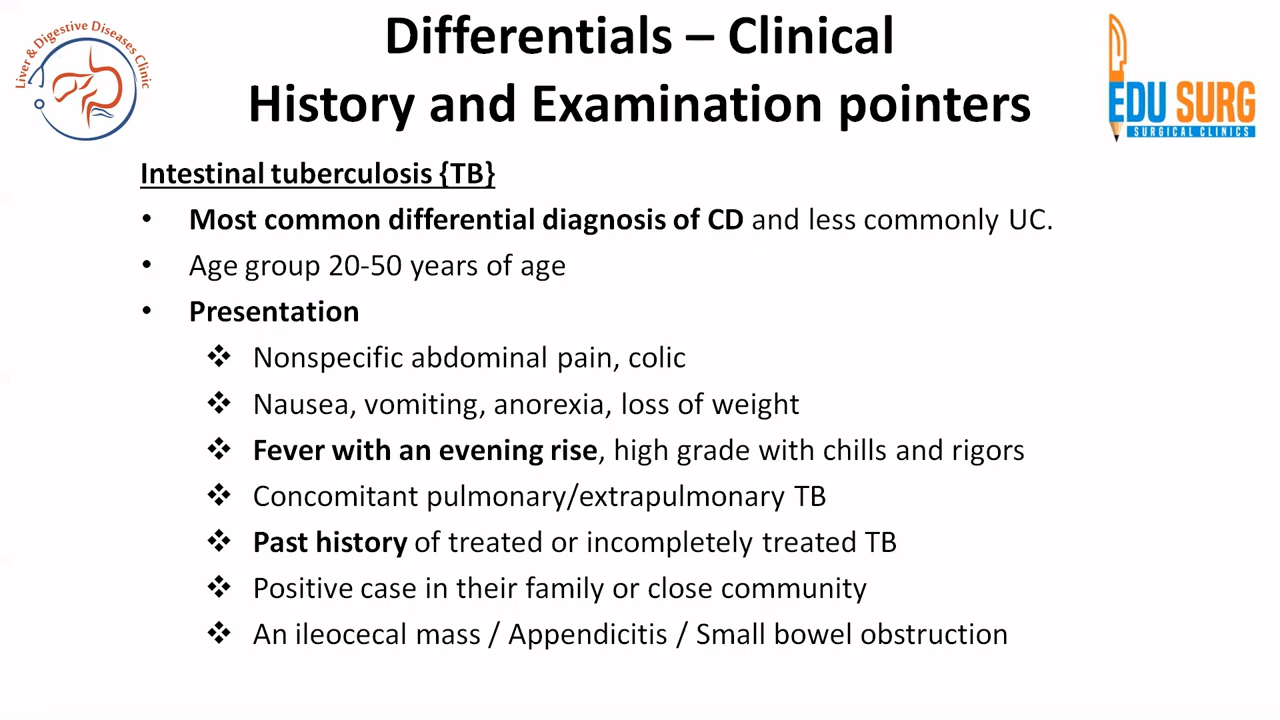 Liver & Digestive Diseases Clinic
Differentials – Clinical
History and Examination pointers
EDU SURG
SURGICAL CLINICS
Intestinal tuberculosis {TB}
• Most common differential diagnosis of CD and less commonly UC.
• Age group 20-50 years of age
• Presentation
❖ Nonspecific abdominal pain, colic
❖ Nausea, vomiting, anorexia, loss of weight
❖ Fever with an evening rise, high grade with chills and rigors
❖ Concomitant pulmonary/extrapulmonary TB
❖ Past history of treated or incompletely treated TB
❖ Positive case in their family or close community
❖ An ileocecal mass / Appendicitis / Small bowel obstruction